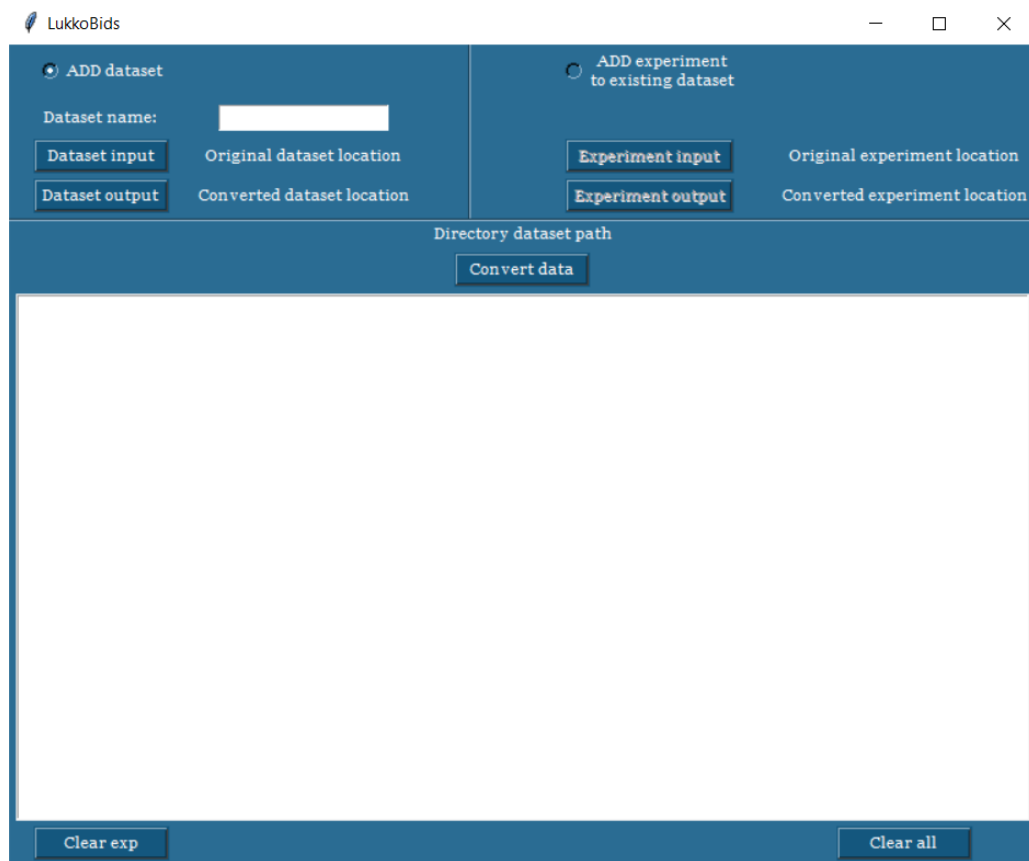 LukkoBids
ADD dataset
ADD experiment
to existing dataset
Dataset name:
Dataset input
Original dataset location
Experiment input
Original experiment location
Dataset output
Converted dataset location
Experiment output
Converted experiment location
Directory dataset path
Convert data
Clear exp
Clear all